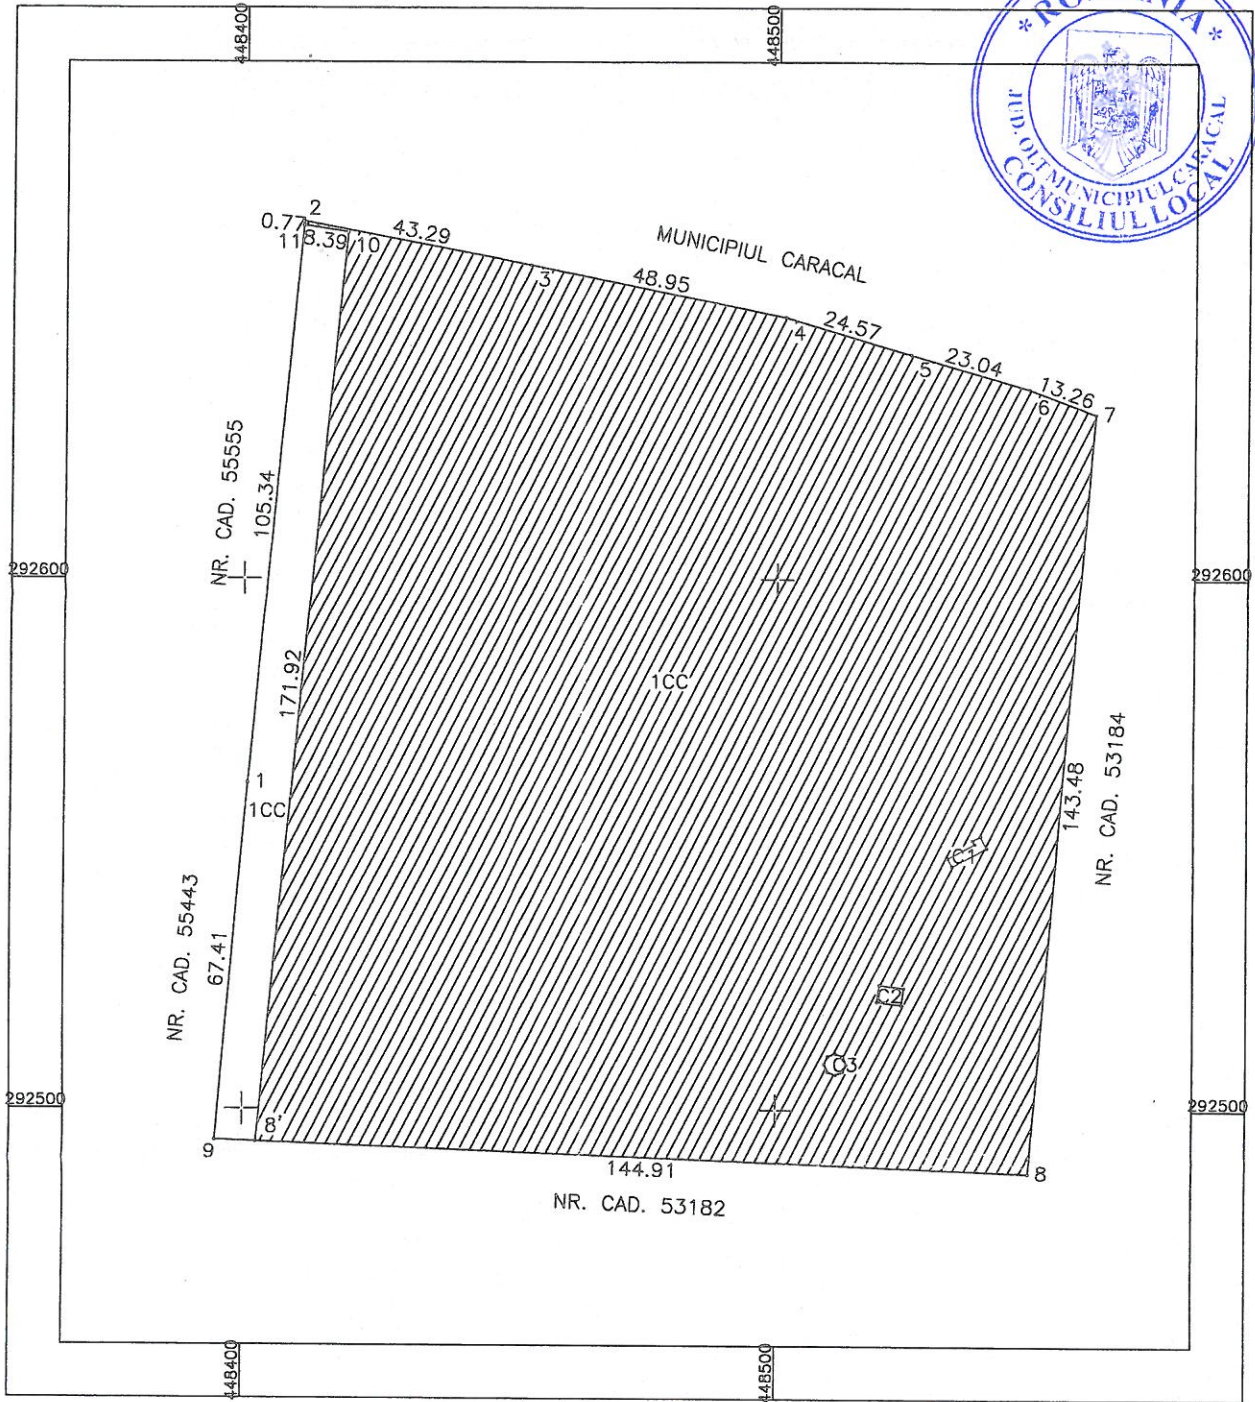 448400
448500
* ROMÂNIA *
JUD. OLT MUNICIPIUL CARACAL
CONSILIUL LOCAL
2
0.77
11
8.39
10
43.29
MUNICIPIUL CARACAL
3
48.95
4
24.57
5
23.04
13.26
6
7
NR. CAD. 55555
105.34
292600
292600
171.92
1CC
1
1CC
143.48
NR. CAD. 53184
C1
NR. CAD. 55443
67.41
C2
C3
292500
292500
8'
9
144.91
8
NR. CAD. 53182
448400
448500